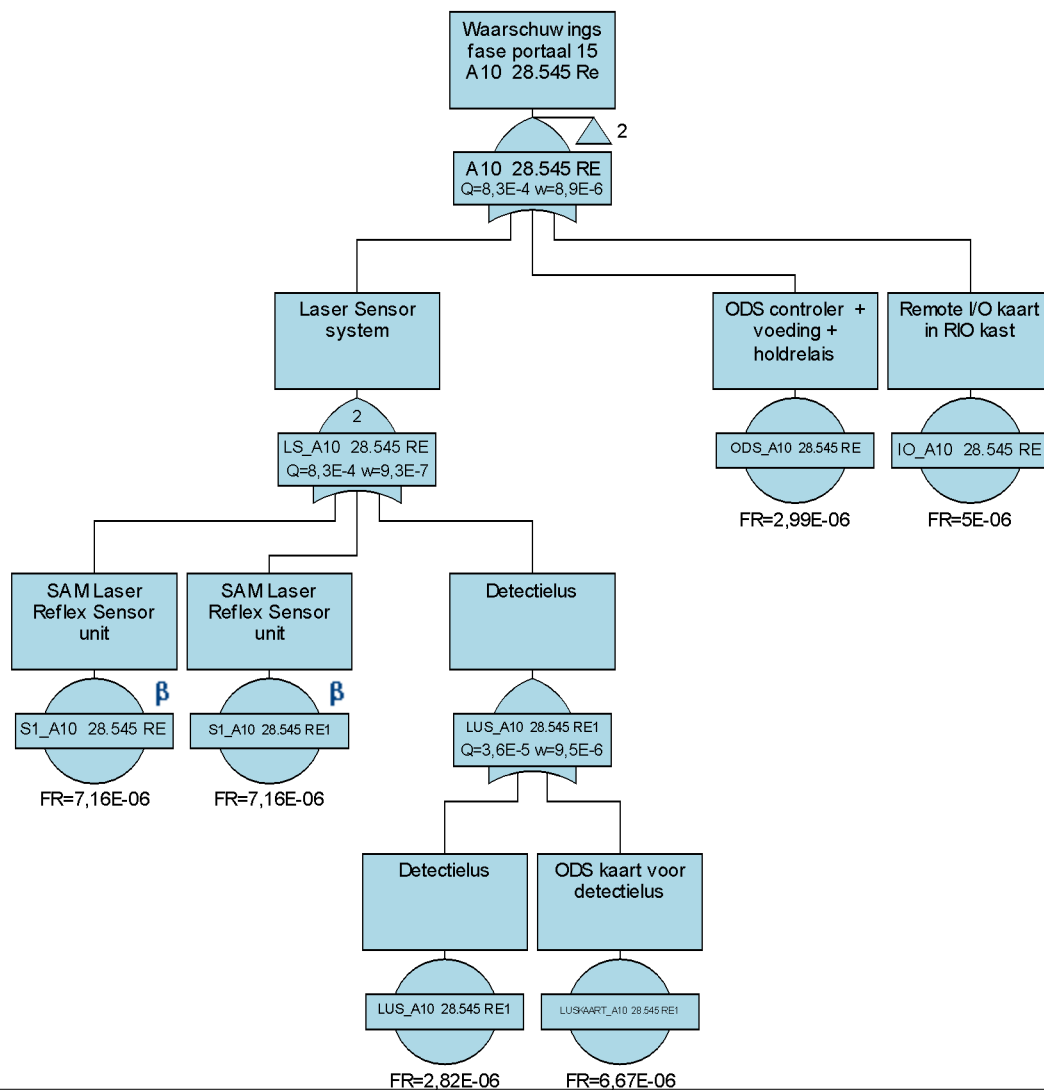 Waarschuwings
fase portaal 15
A10 28.545 Re
2
A10 28.545 RE
Q=8,3E-4 w=8,9E-6
Laser Sensor
system
ODS controler +
voeding +
holdrelais
Remote I/O kaart
in RIO kast
2
LS_A10 28.545 RE
Q=8,3E-4 w=9,3E-7
ODS_A10 28.545 RE
IO_A10 28.545 RE
FR=2,99E-06
FR=5E-06
SAM Laser
Reflex Sensor
unit
SAM Laser
Reflex Sensor
unit
Detectielus
β
β
S1_A10 28.545 RE
S1_A10 28.545 RE1
LUS_A10 28.545 RE1
Q=3,6E-5 w=9,5E-6
FR=7,16E-06
FR=7,16E-06
Detectielus
ODS kaart voor
detectielus
LUS_A10 28.545 RE1
LUSKAART_A10 28.545 RE1
FR=2,82E-06
FR=6,67E-06